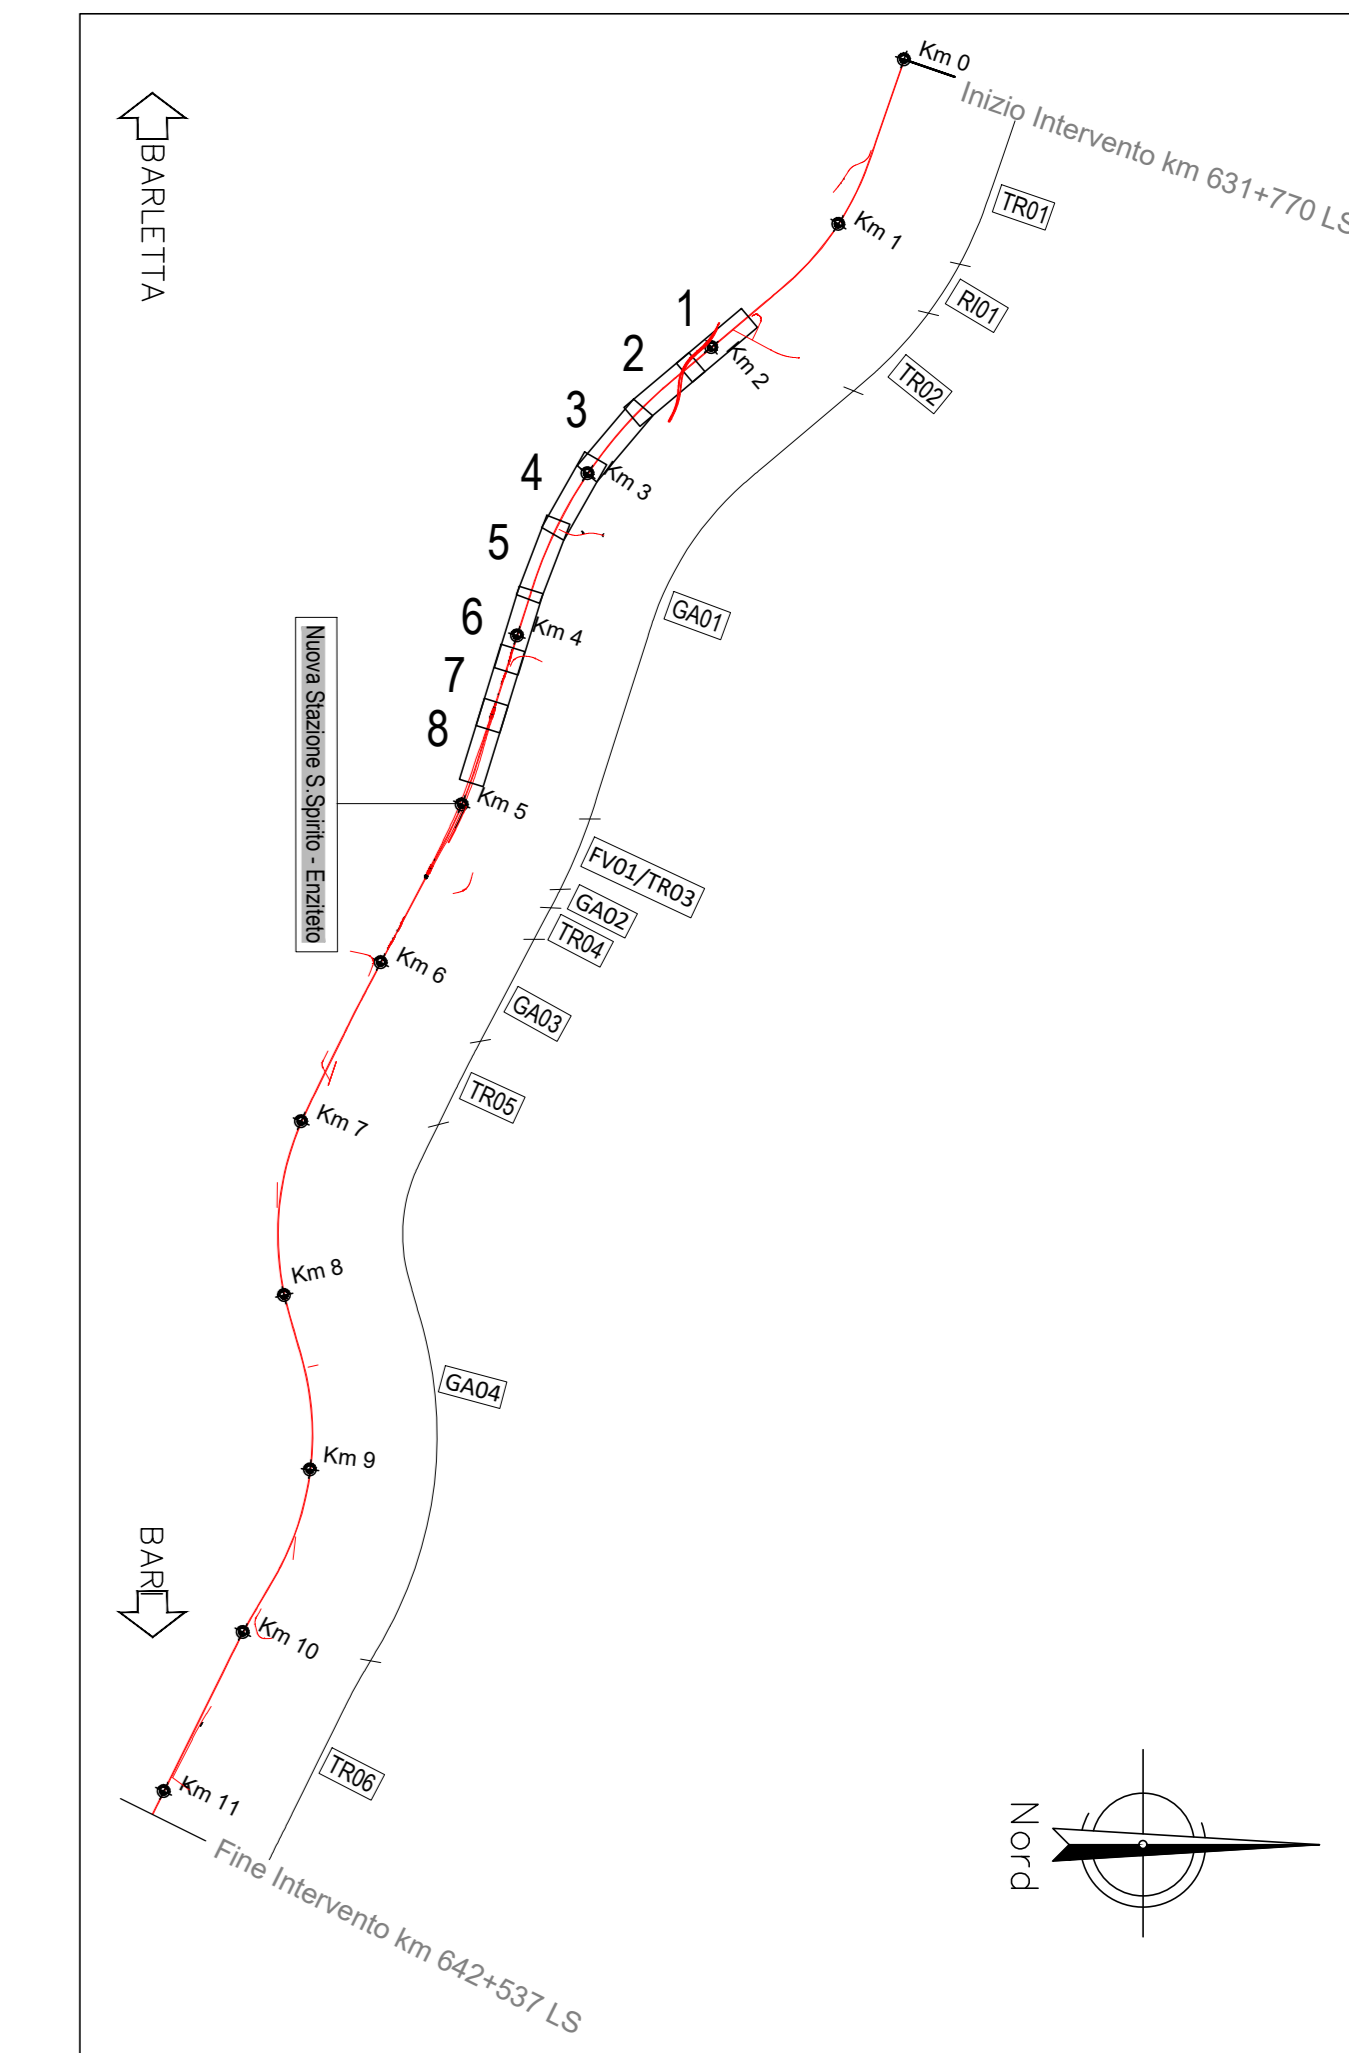 Km 0
Inizio Intervento km 631+770 LS
BARLETTA
TR01
Km 1
RI01
1
Km 2
2
TR02
3
Km 3
4
5
GA01
6
Km 4
7
8
Nuova Stazione S.Spirito - Enziteto
Km 5
FV01/TR03
GA02
TR04
Km 6
GA03
TR05
Km 7
Km 8
GA04
Km 9
BARI
Km 10
TR06
Km 11
Fine Intervento km 642+537 LS
Nord